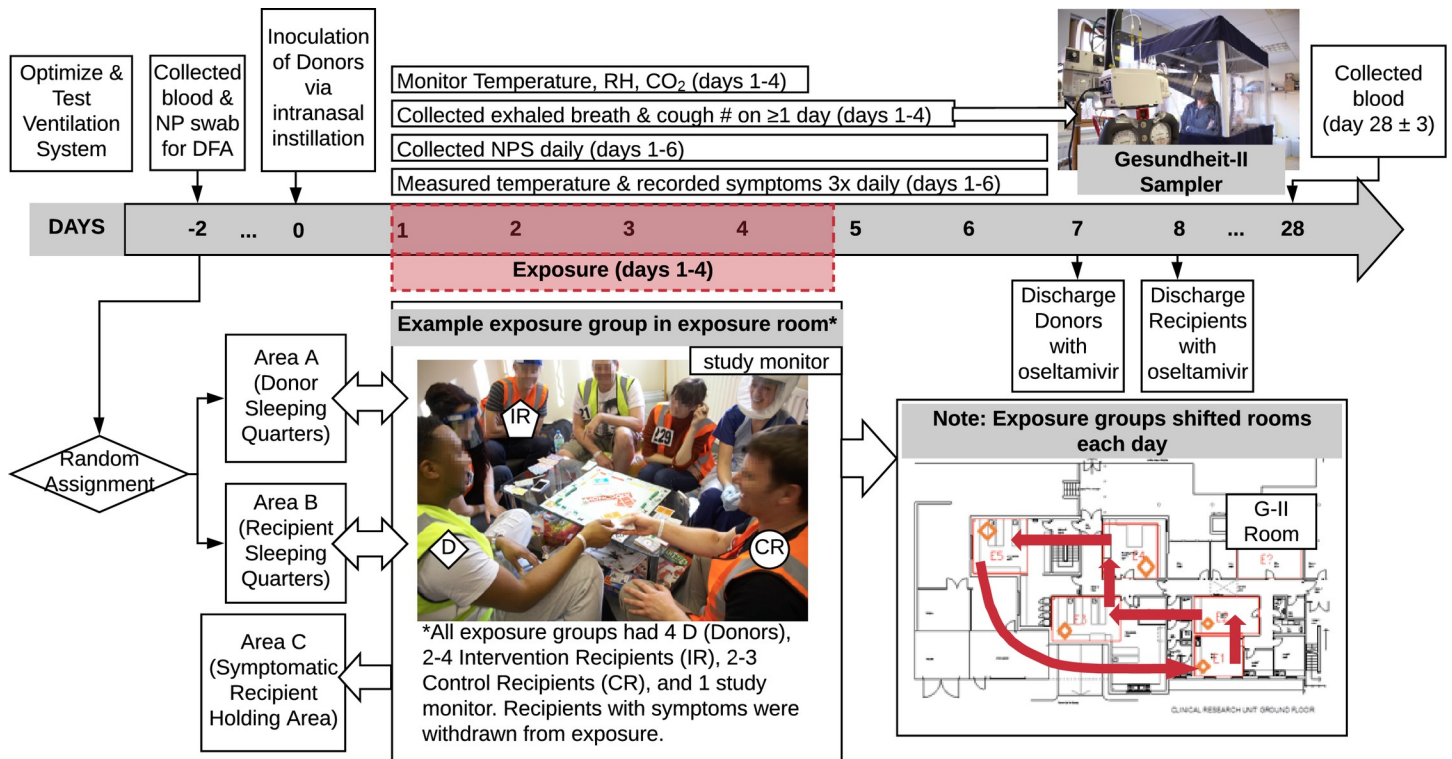 Optimize &
Test
Ventilation
System
Collected
blood &
NP swab
for DFA
Inoculation
of Donors
via
intranasal
instillation
Monitor Temperature, RH, CO₂ (days 1-4)
Collected exhaled breath & cough # on ≥1 day (days 1-4)
Collected NPS daily (days 1-6)
Measured temperature & recorded symptoms 3x daily (days 1-6)
Gesundheit-II
Sampler
Collected
blood
(day 28 ± 3)
DAYS -2 ... 0 1 2 3 4 5 6 7 8 ... 28
Exposure (days 1-4)
Discharge
Donors
with
oseltamivir
Discharge
Recipients
with
oseltamivir
Random
Assignment
Area A
(Donor
Sleeping
Quarters)
Area B
(Recipient
Sleeping
Quarters)
Area C
(Symptomatic
Recipient
Holding Area)
Example exposure group in exposure room*
study monitor
IR
D
CR
229
*All exposure groups had 4 D (Donors),
2-4 Intervention Recipients (IR), 2-3
Control Recipients (CR), and 1 study
monitor. Recipients with symptoms were
withdrawn from exposure.
Note: Exposure groups shifted rooms
each day
G-II
Room
E5
E3
E1
CLINICAL RESEARCH UNIT GROUND FLOOR